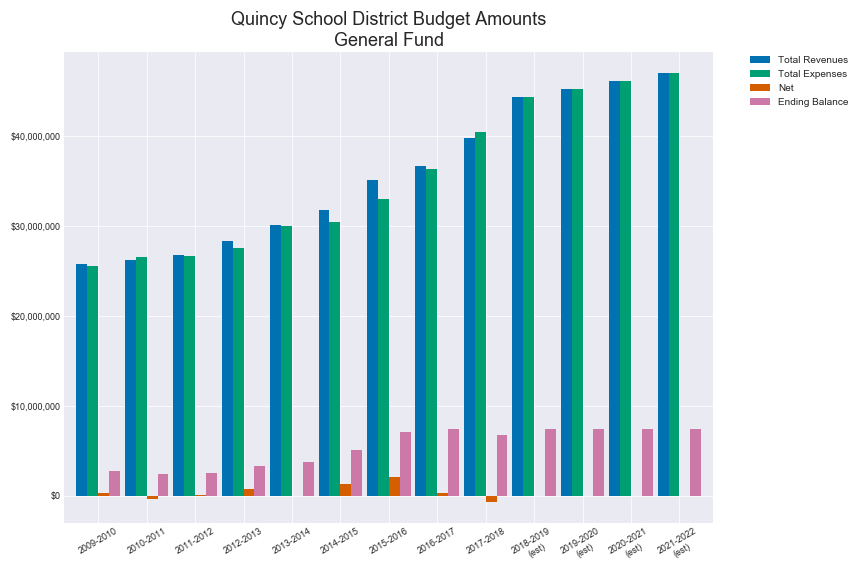 Quincy School District Budget Amounts
General Fund
Total Revenues
Total Expenses
Net
Ending Balance
$40,000,000
$30,000,000
$20,000,000
$10,000,000
$0
2009-2010
2010-2011
2011-2012
2012-2013
2013-2014
2014-2015
2015-2016
2016-2017
2017-2018
2018-2019
(est)
2019-2020
(est)
2020-2021
(est)
2021-2022
(est)